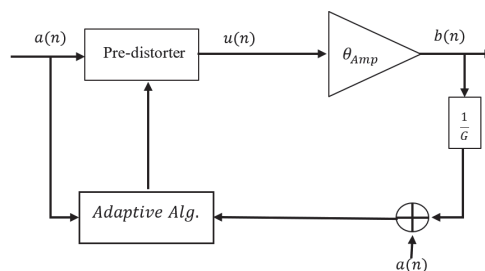 a(n)
Pre-distorter
u(n)
θ_Amp
b(n)
1/G
Adaptive Alg.
a(n)